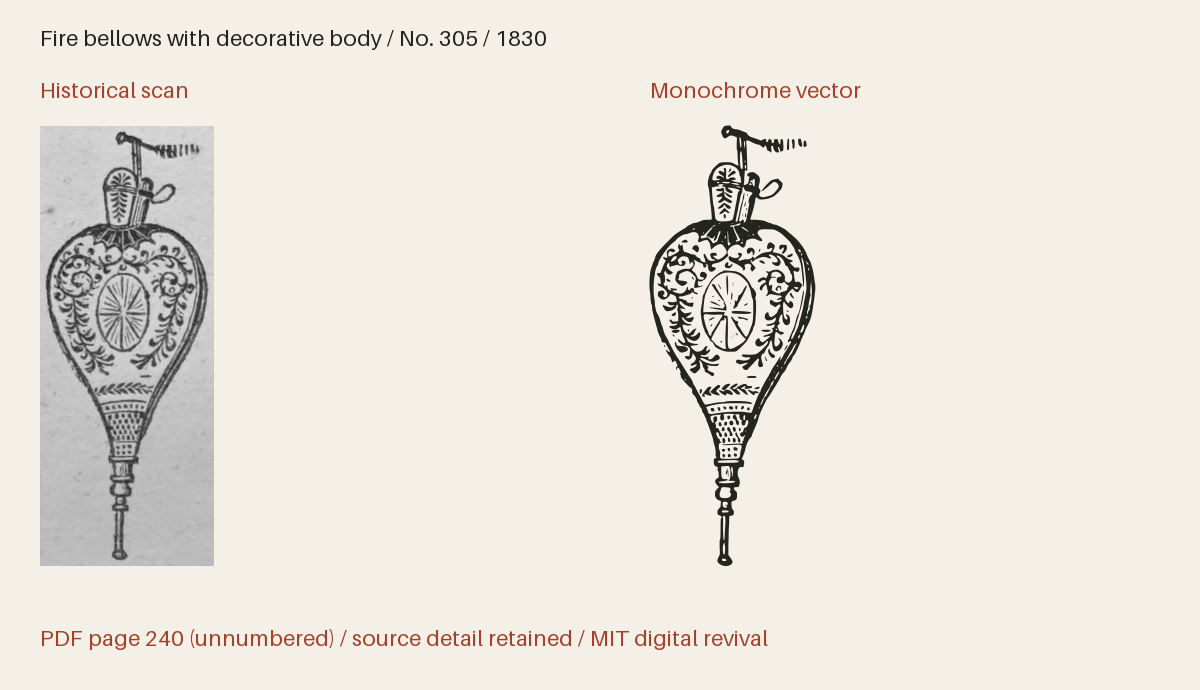 Fire bellows with decorative body / No. 305 / 1830
Historical scan
Monochrome vector
PDF page 240 (unnumbered) / source detail retained / MIT digital revival